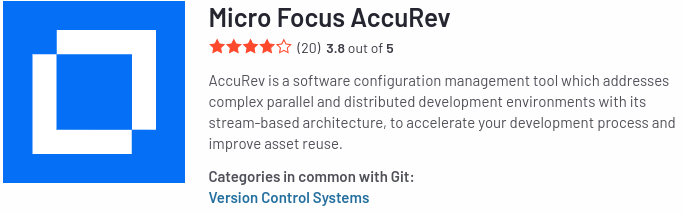 Micro Focus AccuRev
(20) 3.8 out of 5
AccuRev is a software configuration management tool which addresses
complex parallel and distributed development environments with its
stream-based architecture, to accelerate your development process and
improve asset reuse.
Categories in common with Git:
Version Control Systems